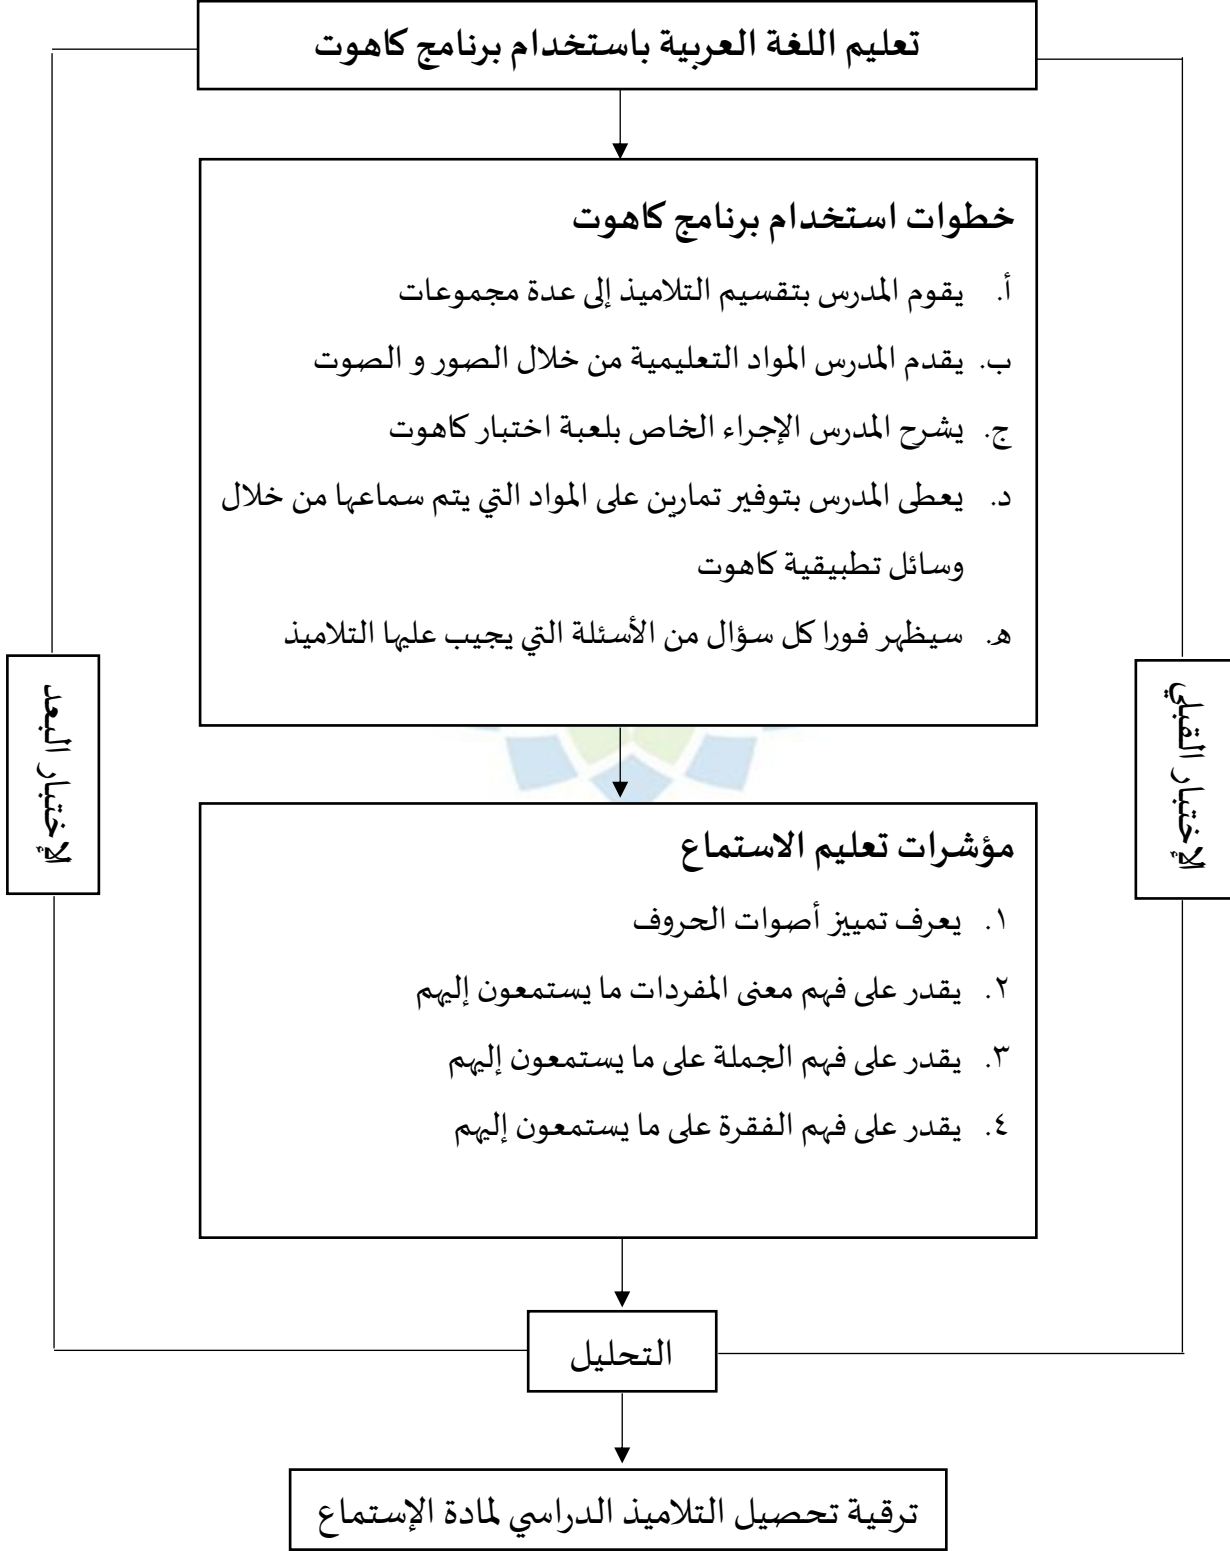 تعليم اللغة العربية باستخدام برنامج كاهوت
خطوات استخدام برنامج كاهوت
أ. يقوم المدرس بتقسيم التلاميذ إلى عدة مجموعات
ب. يقدم المدرس المواد التعليمية من خلال الصور و الصوت
ج. يشرح المدرس الإجراء الخاص بلعبة اختبار كاهوت
د. يعطى المدرس بتوفير تمارين على المواد التي يتم سماعها من خلال
وسائل تطبيقية كاهوت
ه. سيظهر فورا كل سؤال من الأسئلة التي يجيب عليها التلاميذ
الإختبار القبلي
الإختبار البعد
مؤشرات تعليم الاستماع
١. يعرف تمييز أصوات الحروف
٢. يقدر على فهم معنى المفردات ما يستمعون إليهم
٣. يقدر على فهم الجملة على ما يستمعون إليهم
٤. يقدر على فهم الفقرة على ما يستمعون إليهم
التحليل
ترقية تحصيل التلاميذ الدراسي لمادة الإستماع